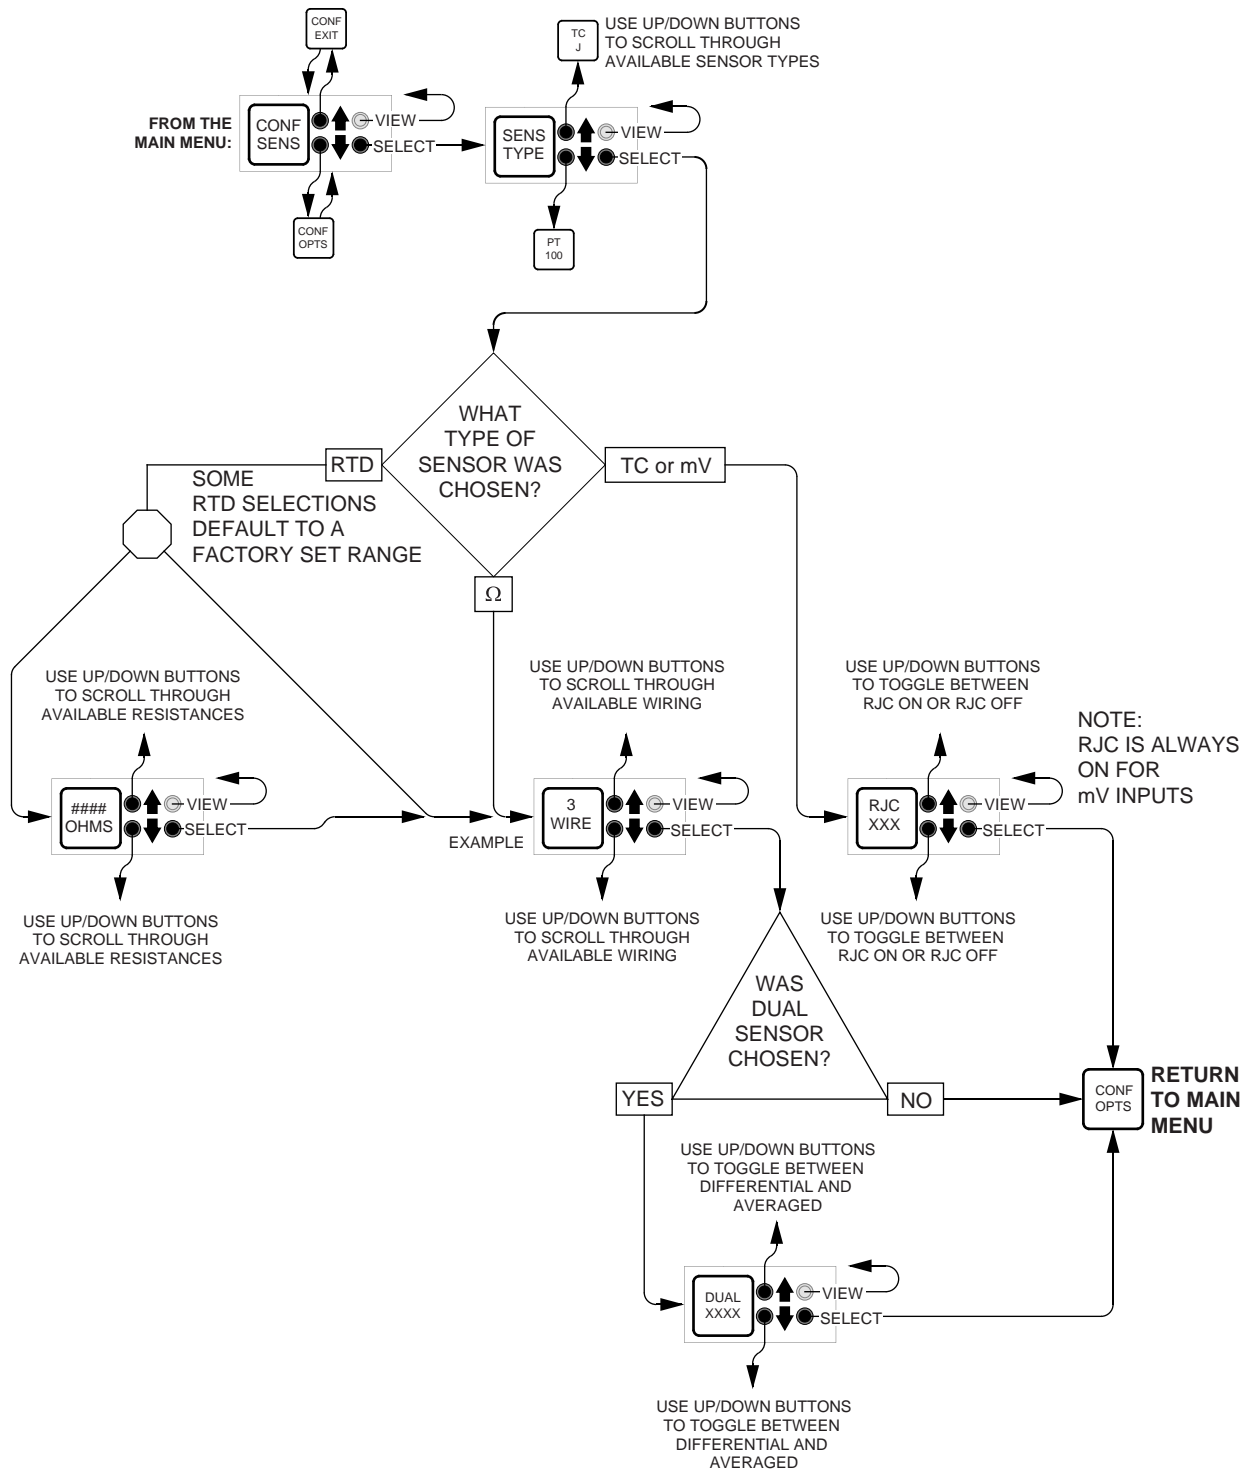 CONF
EXIT
TC
J
USE UP/DOWN BUTTONS
TO SCROLL THROUGH
AVAILABLE SENSOR TYPES
FROM THE
MAIN MENU:
CONF
SENS
VIEW
SELECT
SENS
TYPE
VIEW
SELECT
CONF
OPTS
PT
100
WHAT
TYPE OF
SENSOR WAS
CHOSEN?
RTD
TC or mV
SOME
RTD SELECTIONS
DEFAULT TO A
FACTORY SET RANGE
Ω
USE UP/DOWN BUTTONS
TO SCROLL THROUGH
AVAILABLE RESISTANCES
####
OHMS
VIEW
SELECT
USE UP/DOWN BUTTONS
TO SCROLL THROUGH
AVAILABLE RESISTANCES
USE UP/DOWN BUTTONS
TO SCROLL THROUGH
AVAILABLE WIRING
EXAMPLE
3
WIRE
VIEW
SELECT
USE UP/DOWN BUTTONS
TO SCROLL THROUGH
AVAILABLE WIRING
USE UP/DOWN BUTTONS
TO TOGGLE BETWEEN
RJC ON OR RJC OFF
NOTE:
RJC IS ALWAYS
ON FOR
mV INPUTS
RJC
XXX
VIEW
SELECT
USE UP/DOWN BUTTONS
TO TOGGLE BETWEEN
RJC ON OR RJC OFF
WAS
DUAL
SENSOR
CHOSEN?
YES
NO
CONF
OPTS
RETURN
TO MAIN
MENU
USE UP/DOWN BUTTONS
TO TOGGLE BETWEEN
DIFFERENTIAL AND
AVERAGED
DUAL
XXXX
VIEW
SELECT
USE UP/DOWN BUTTONS
TO TOGGLE BETWEEN
DIFFERENTIAL AND
AVERAGED